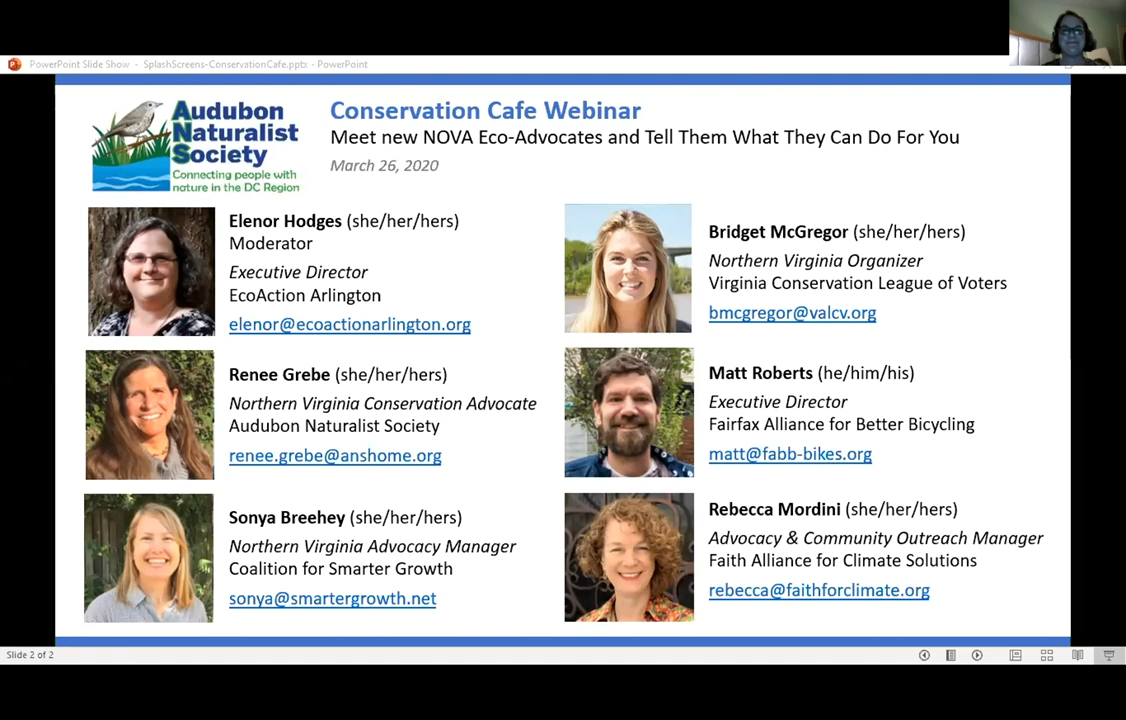 PowerPoint Slide Show - SplashScreens-ConservationCafe.pptx - PowerPoint
Audubon
Naturalist
Society
Connecting people with
nature in the DC Region
Conservation Cafe Webinar
Meet new NOVA Eco-Advocates and Tell Them What They Can Do For You
March 26, 2020
Elenor Hodges (she/her/hers)
Moderator
Executive Director
EcoAction Arlington
elenor@ecoactionarlington.org
Renee Grebe (she/her/hers)
Northern Virginia Conservation Advocate
Audubon Naturalist Society
renee.grebe@anshome.org
Sonya Breehey (she/her/hers)
Northern Virginia Advocacy Manager
Coalition for Smarter Growth
sonya@smartergrowth.net
Bridget McGregor (she/her/hers)
Northern Virginia Organizer
Virginia Conservation League of Voters
bmcgregor@valcv.org
Matt Roberts (he/him/his)
Executive Director
Fairfax Alliance for Better Bicycling
matt@fabb-bikes.org
Rebecca Mordini (she/her/hers)
Advocacy & Community Outreach Manager
Faith Alliance for Climate Solutions
rebecca@faithforclimate.org
Slide 2 of 2